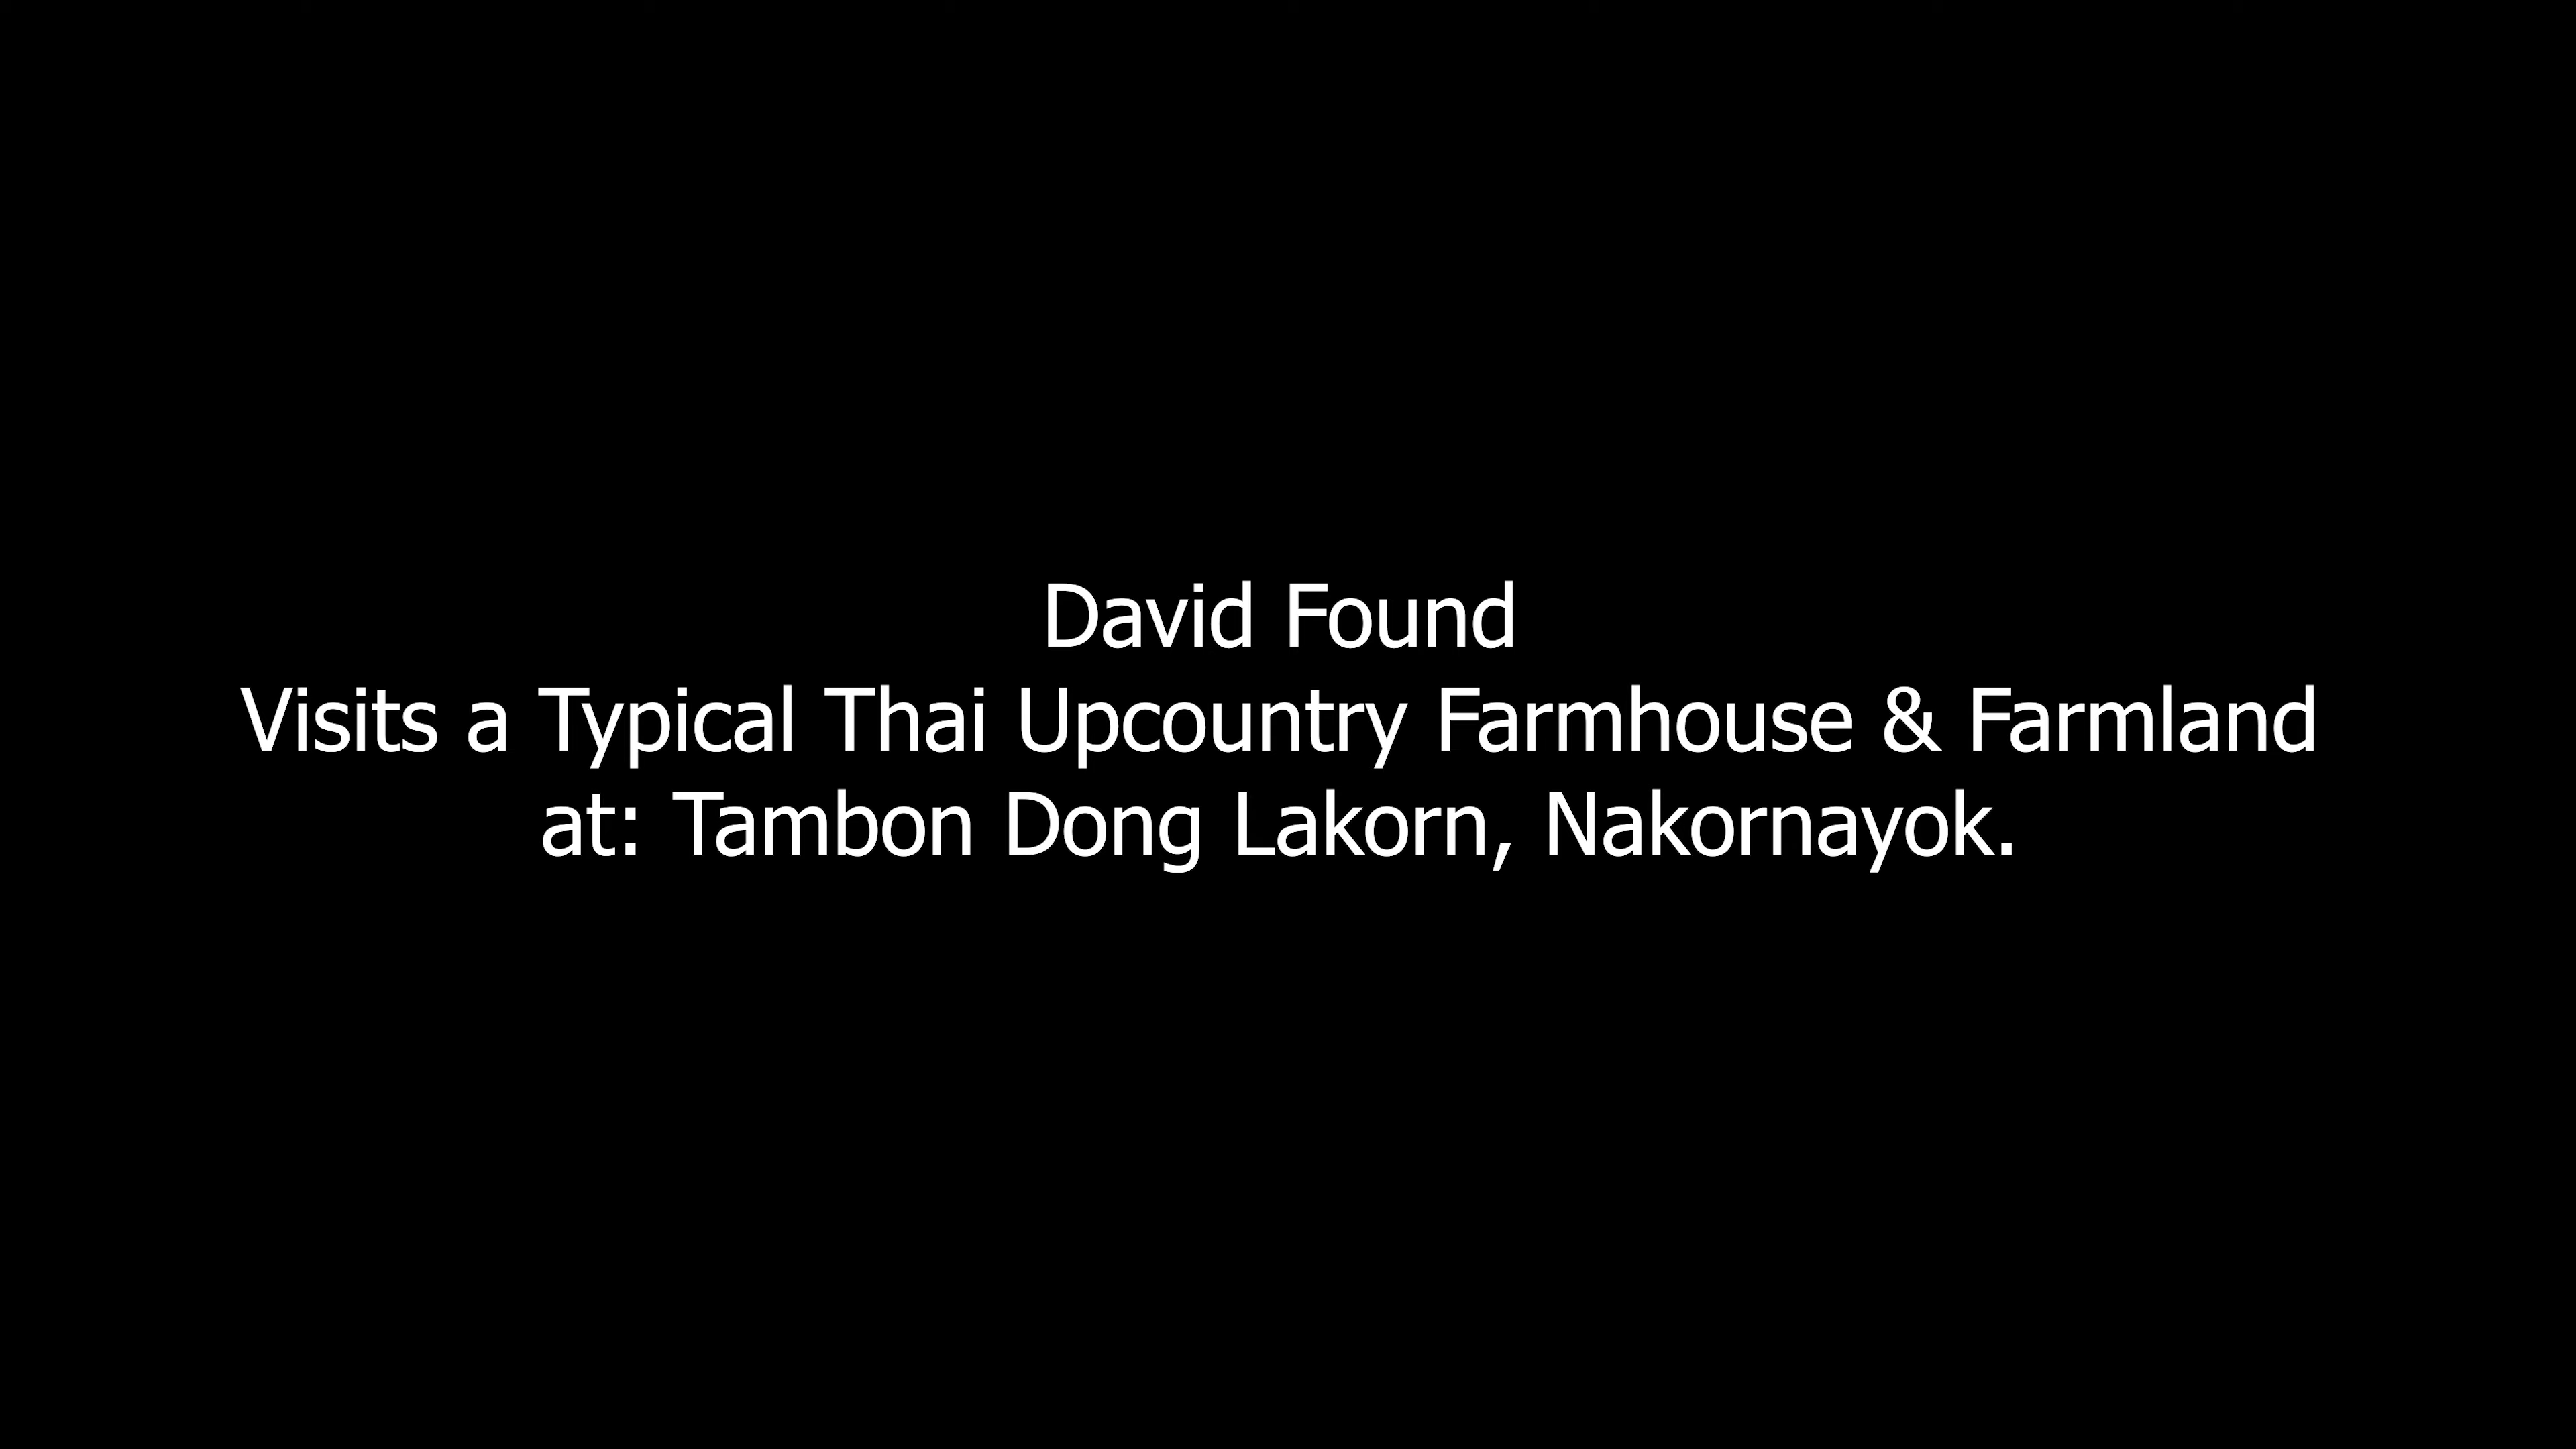 David Found
Visits a Typical Thai Upcountry Farmhouse & Farmland
at: Tambon Dong Lakorn, Nakornayok.